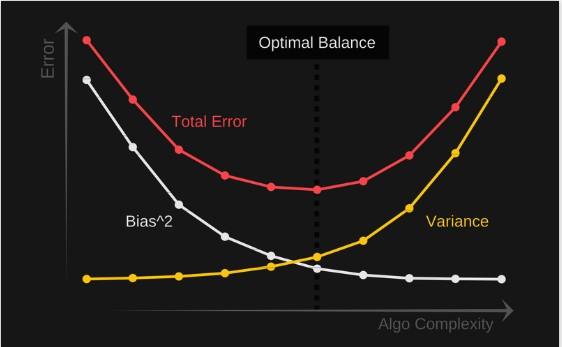 Error
Optimal Balance
Total Error
Bias^2
Variance
Algo Complexity